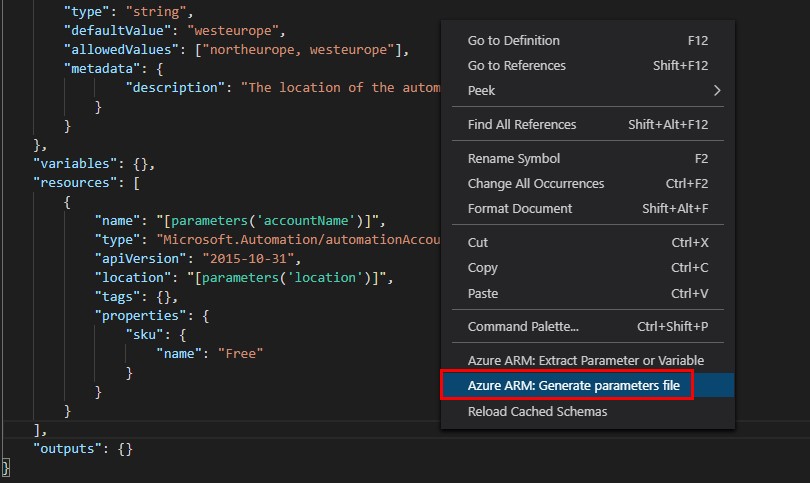 "type": "string",
"defaultValue": "westeurope",
"allowedValues": ["northeurope, westeurope"],
"metadata": {
"description": "The location of the autom
}
}
},
"variables": {},
"resources": [
{
"name": "[parameters('accountName')]",
"type": "Microsoft.Automation/automationAccou
"apiVersion": "2015-10-31",
"location": "[parameters('location')]",
"tags": {},
"properties": {
"sku": {
"name": "Free"
}
}
}
],
"outputs": {}
}
Go to Definition F12
Go to References Shift+F12
Peek
Find All References Shift+Alt+F12
Rename Symbol F2
Change All Occurrences Ctrl+F2
Format Document Shift+Alt+F
Cut Ctrl+X
Copy Ctrl+C
Paste Ctrl+V
Command Palette... Ctrl+Shift+P
Azure ARM: Extract Parameter or Variable
Azure ARM: Generate parameters file
Reload Cached Schemas